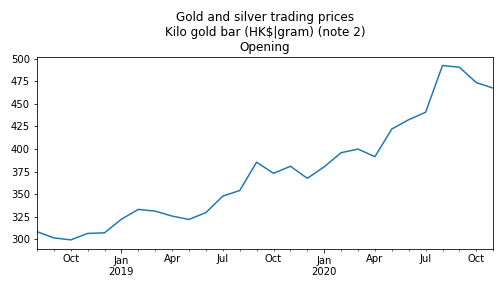 Gold and silver trading prices
Kilo gold bar (HK$|gram) (note 2)
Opening
500
475
450
425
400
375
350
325
300
Oct Jan Apr Jul Oct Jan Apr Jul Oct
2019 2020